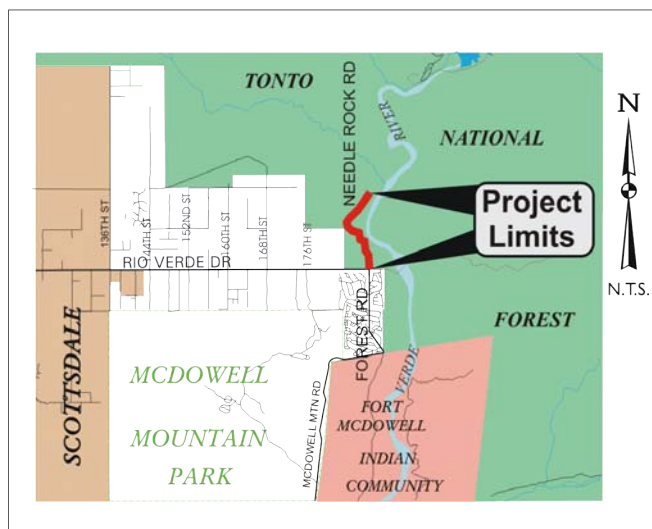 TONTO
NEEDLE ROCK RD
RIVER
NATIONAL
N
Project
Limits
N.T.S.
136TH ST
144TH ST
152ND ST
160TH ST
168TH ST
176TH ST
RIO VERDE DR
FOREST
FOREST RD
SCOTTSDALE
MCDOWELL
MOUNTAIN
PARK
MCDOWELL MTN RD
VERDE
FORT
MCDOWELL
INDIAN
COMMUNITY